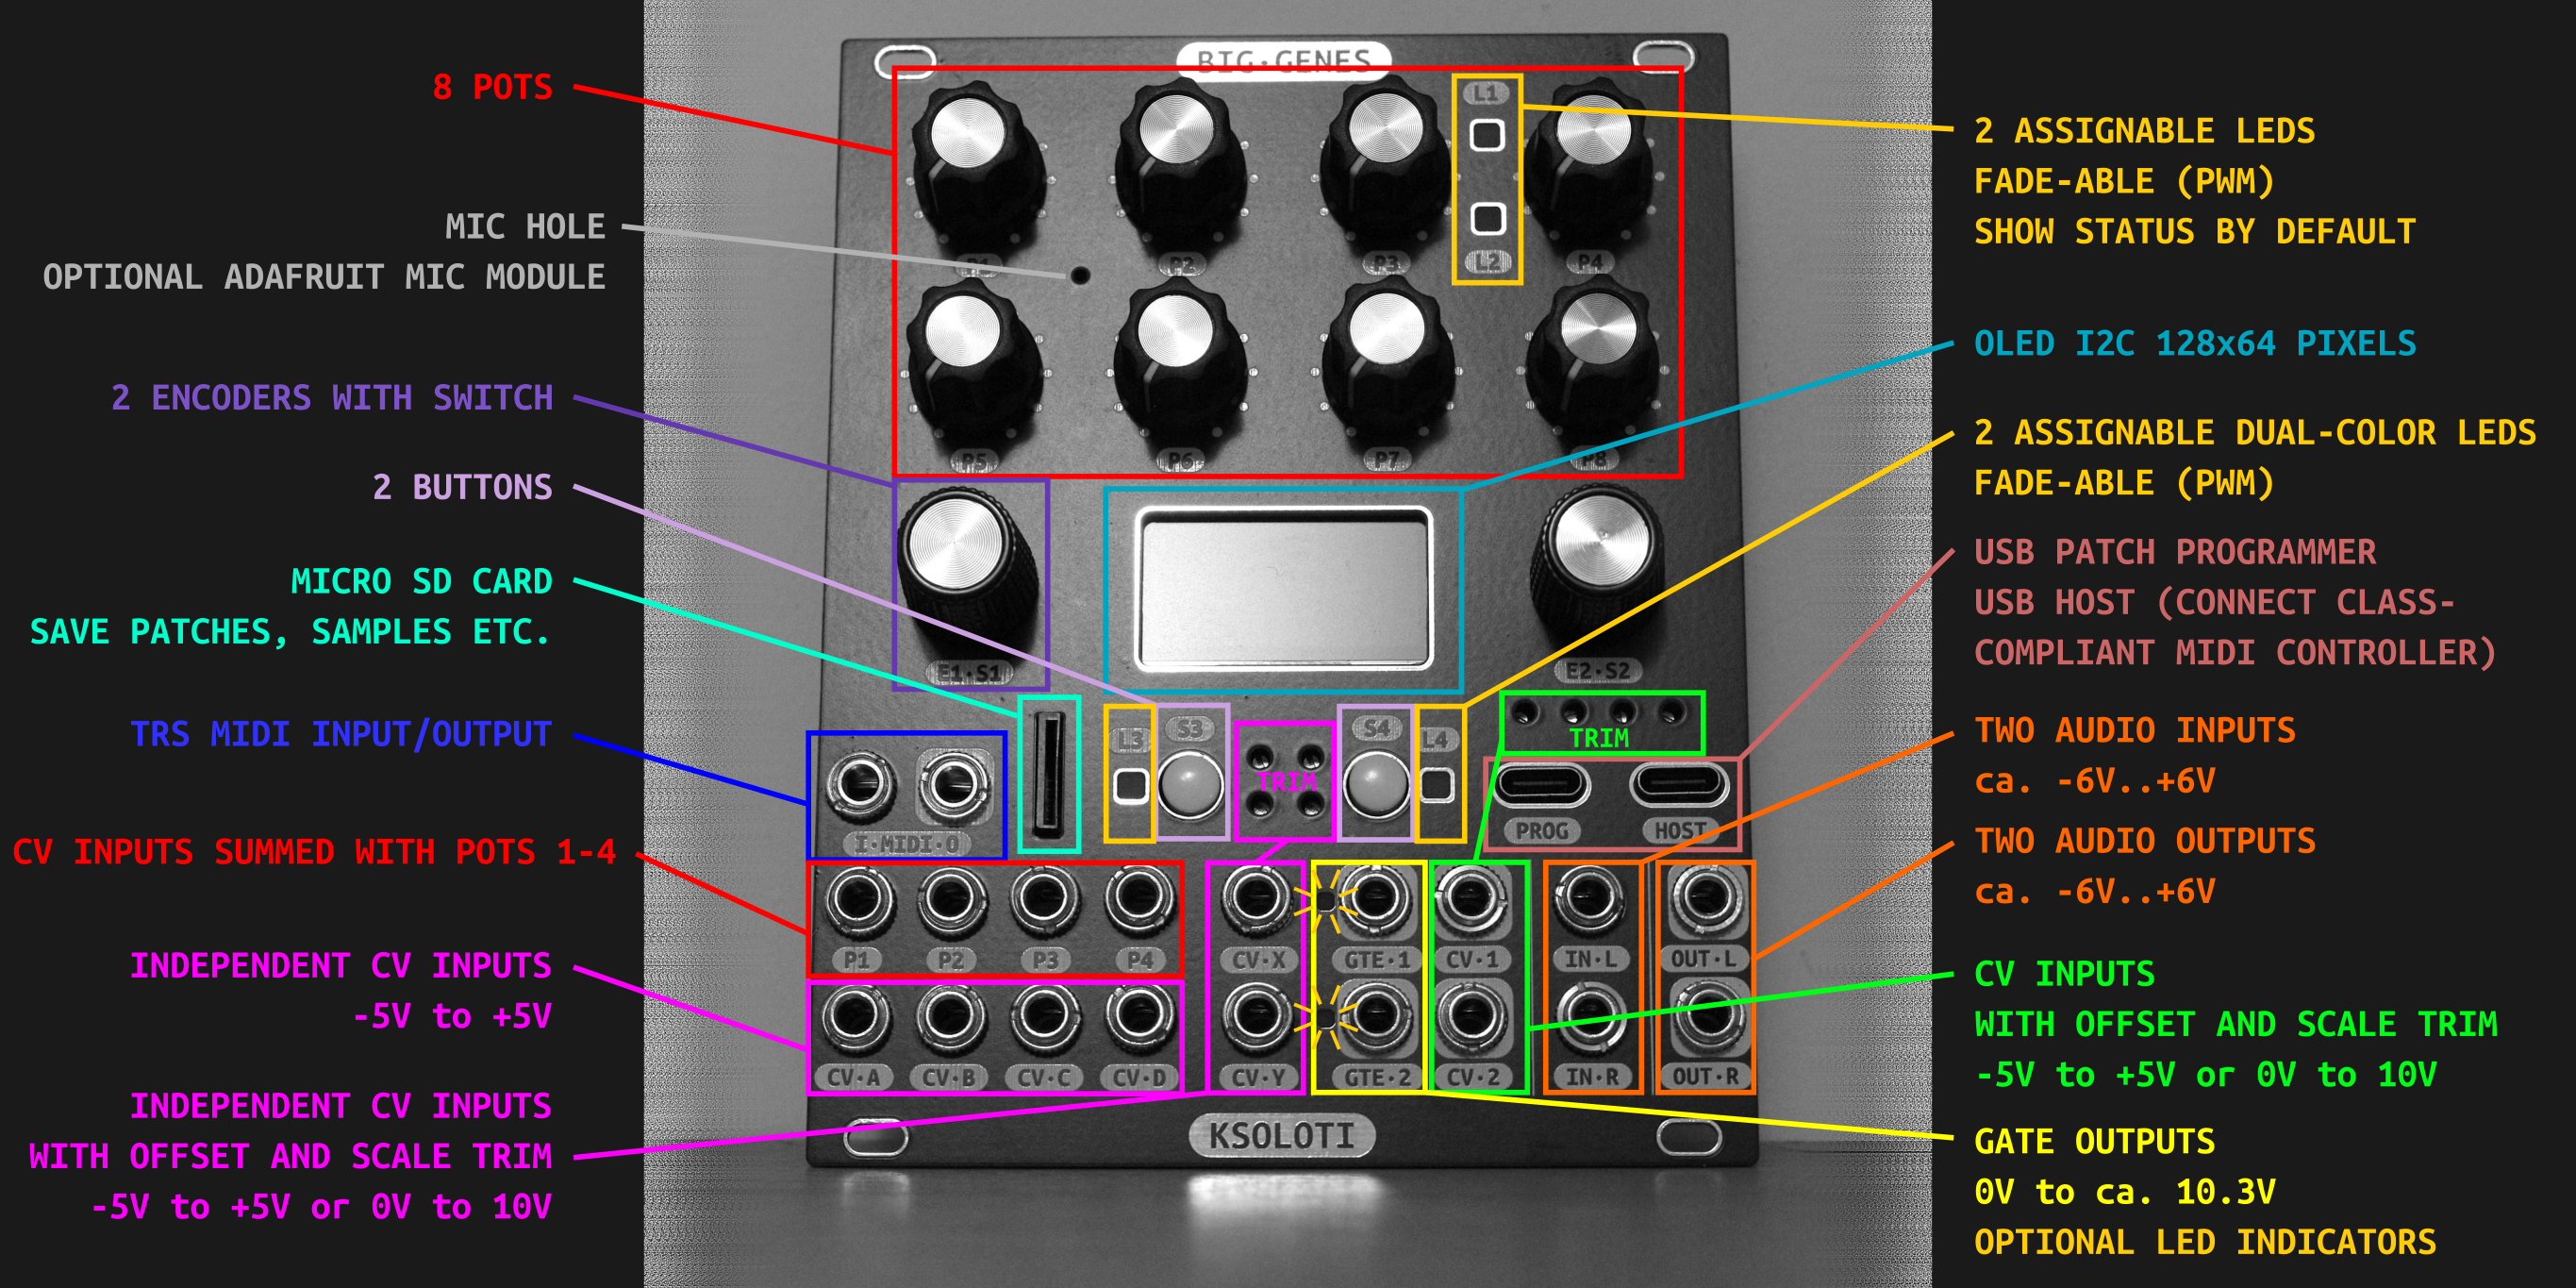 BIG·GENES
8 POTS
MIC HOLE
OPTIONAL ADAFRUIT MIC MODULE
2 ENCODERS WITH SWITCH
2 BUTTONS
MICRO SD CARD
SAVE PATCHES, SAMPLES ETC.
TRS MIDI INPUT/OUTPUT
CV INPUTS SUMMED WITH POTS 1-4
INDEPENDENT CV INPUTS
-5V to +5V
INDEPENDENT CV INPUTS
WITH OFFSET AND SCALE TRIM
-5V to +5V or 0V to 10V
L1
L2
P1 P2 P3 P4
P5 P6 P7 P8
E1·S1 E2·S2
L3 S3 TRIM S4 L4 TRIM
I·MIDI·O PROG HOST
P1 P2 P3 P4 CV·X GTE·1 CV·1 IN·L OUT·L
CV·A CV·B CV·C CV·D CV·Y GTE·2 CV·2 IN·R OUT·R
KSOLOTI
2 ASSIGNABLE LEDS
FADE-ABLE (PWM)
SHOW STATUS BY DEFAULT
OLED I2C 128x64 PIXELS
2 ASSIGNABLE DUAL-COLOR LEDS
FADE-ABLE (PWM)
USB PATCH PROGRAMMER
USB HOST (CONNECT CLASS-
COMPLIANT MIDI CONTROLLER)
TWO AUDIO INPUTS
ca. -6V..+6V
TWO AUDIO OUTPUTS
ca. -6V..+6V
CV INPUTS
WITH OFFSET AND SCALE TRIM
-5V to +5V or 0V to 10V
GATE OUTPUTS
0V to ca. 10.3V
OPTIONAL LED INDICATORS